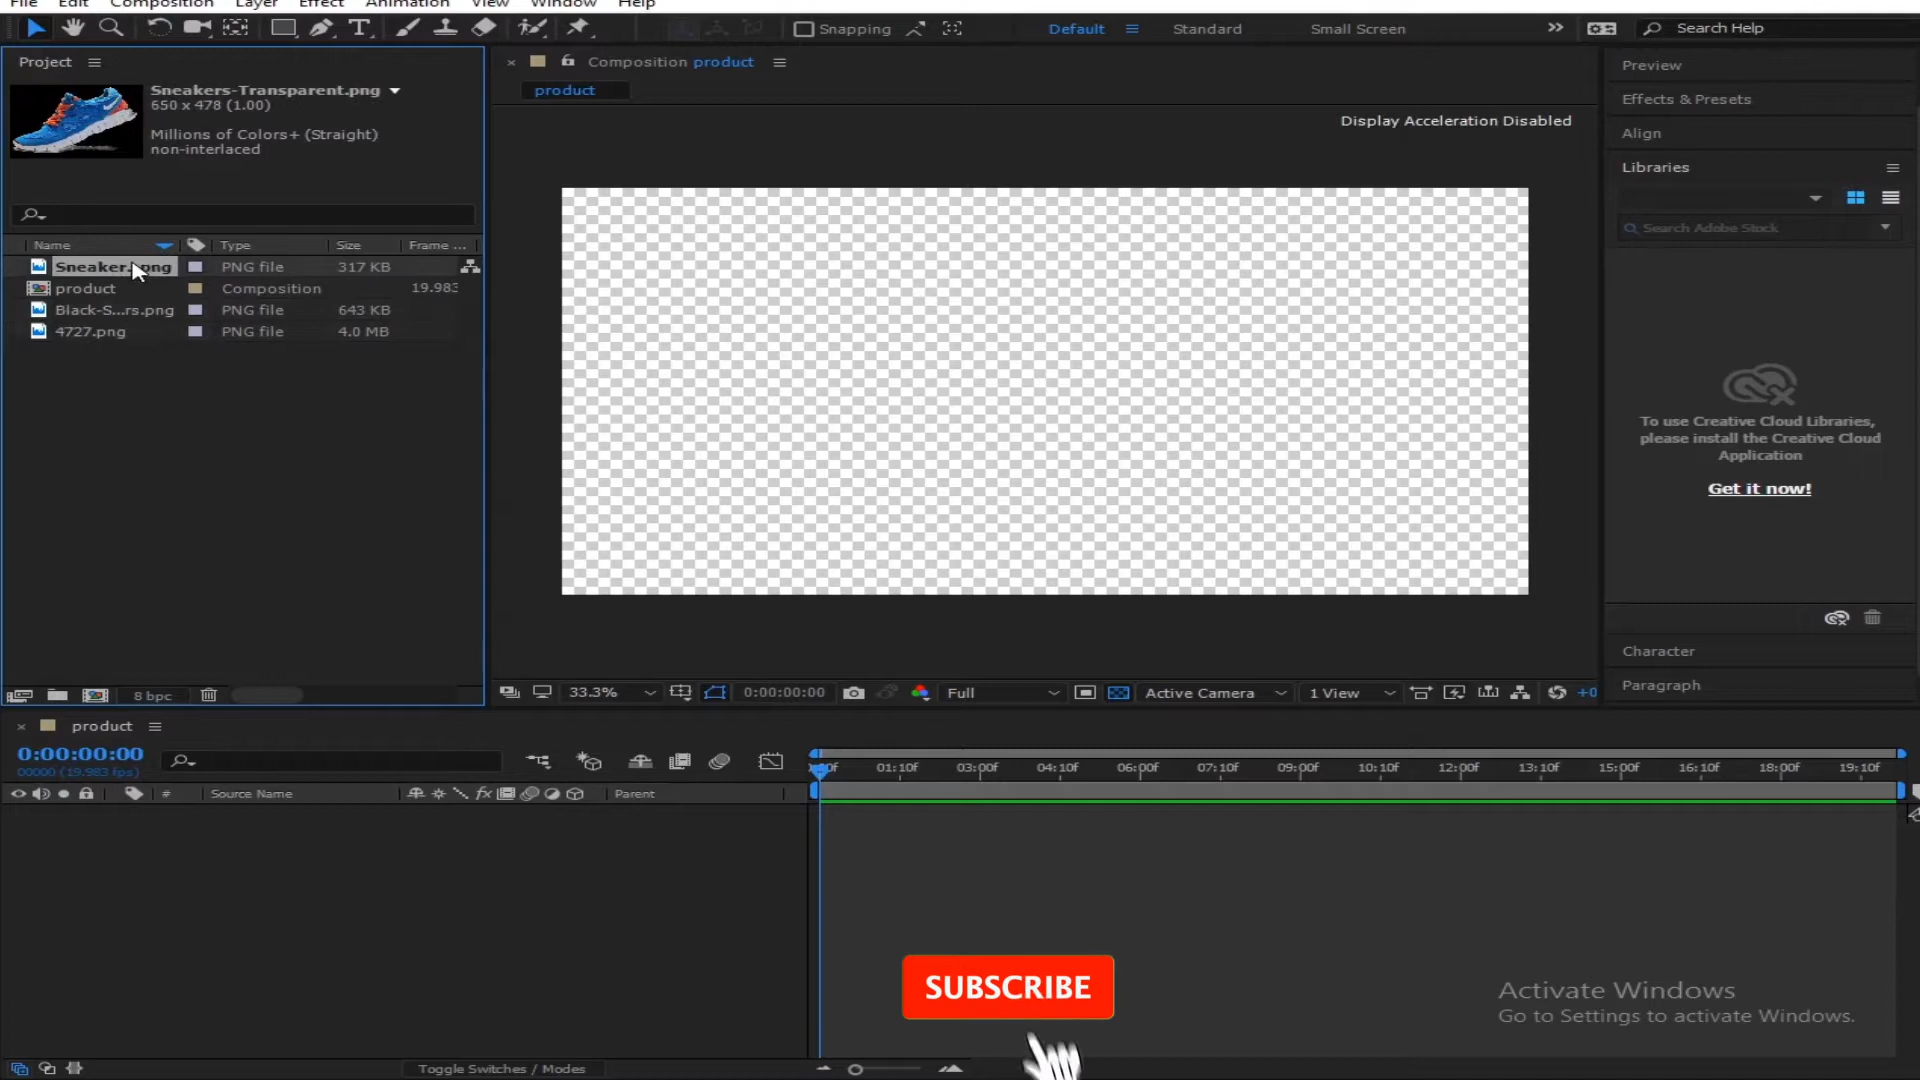 File Edit Composition Layer Effect Animation View Window Help
Snapping
Default
Standard
Small Screen
Search Help
Project
Sneakers-Transparent.png
650 x 478 (1.00)
Millions of Colors+ (Straight)
non-interlaced
Name Type Size Frame ...
PNG file 317 KB
product Composition 19.983
Black-S...rs.png PNG file 643 KB
4727.png PNG file 4.0 MB
8 bpc
Composition product
product
Display Acceleration Disabled
33.3% 0:00:00:00 Full Active Camera 1 View +0
Preview
Effects & Presets
Align
Libraries
Search Adobe Stock
To use Creative Cloud Libraries,
please install the Creative Cloud
Application
Get it now!
Character
Paragraph
product
0:00:00:00
00000 (19.983 fps)
# Source Name fx Parent
01:10f 03:00f 04:10f 06:00f 07:10f 09:00f 10:10f 12:00f 13:10f 15:00f 16:10f 18:00f 19:10f
SUBSCRIBE
Activate Windows
Go to Settings to activate Windows.
Toggle Switches / Modes